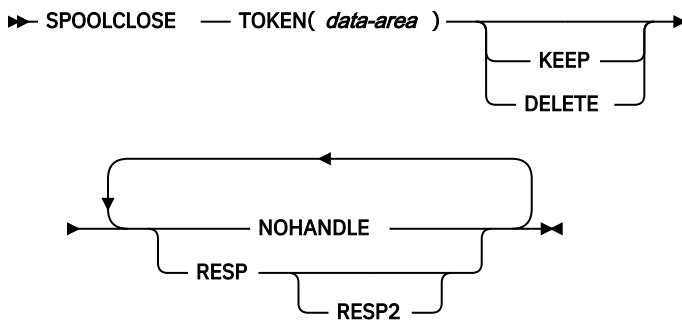 SPOOLCLOSE TOKEN( data-area )
KEEP
DELETE
NOHANDLE
RESP
RESP2